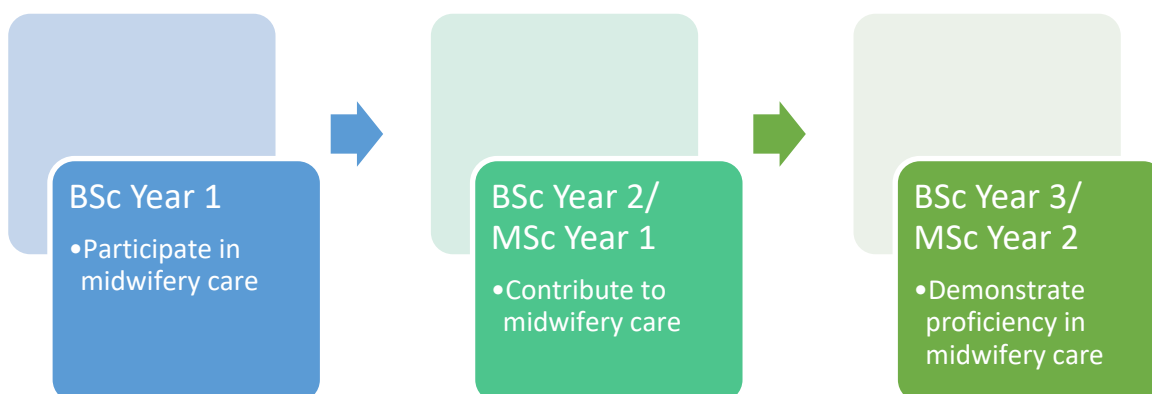 BSc Year 1
•Participate in
midwifery care
BSc Year 2/
MSc Year 1
•Contribute to
midwifery care
BSc Year 3/
MSc Year 2
•Demonstrate
proficiency in
midwifery care